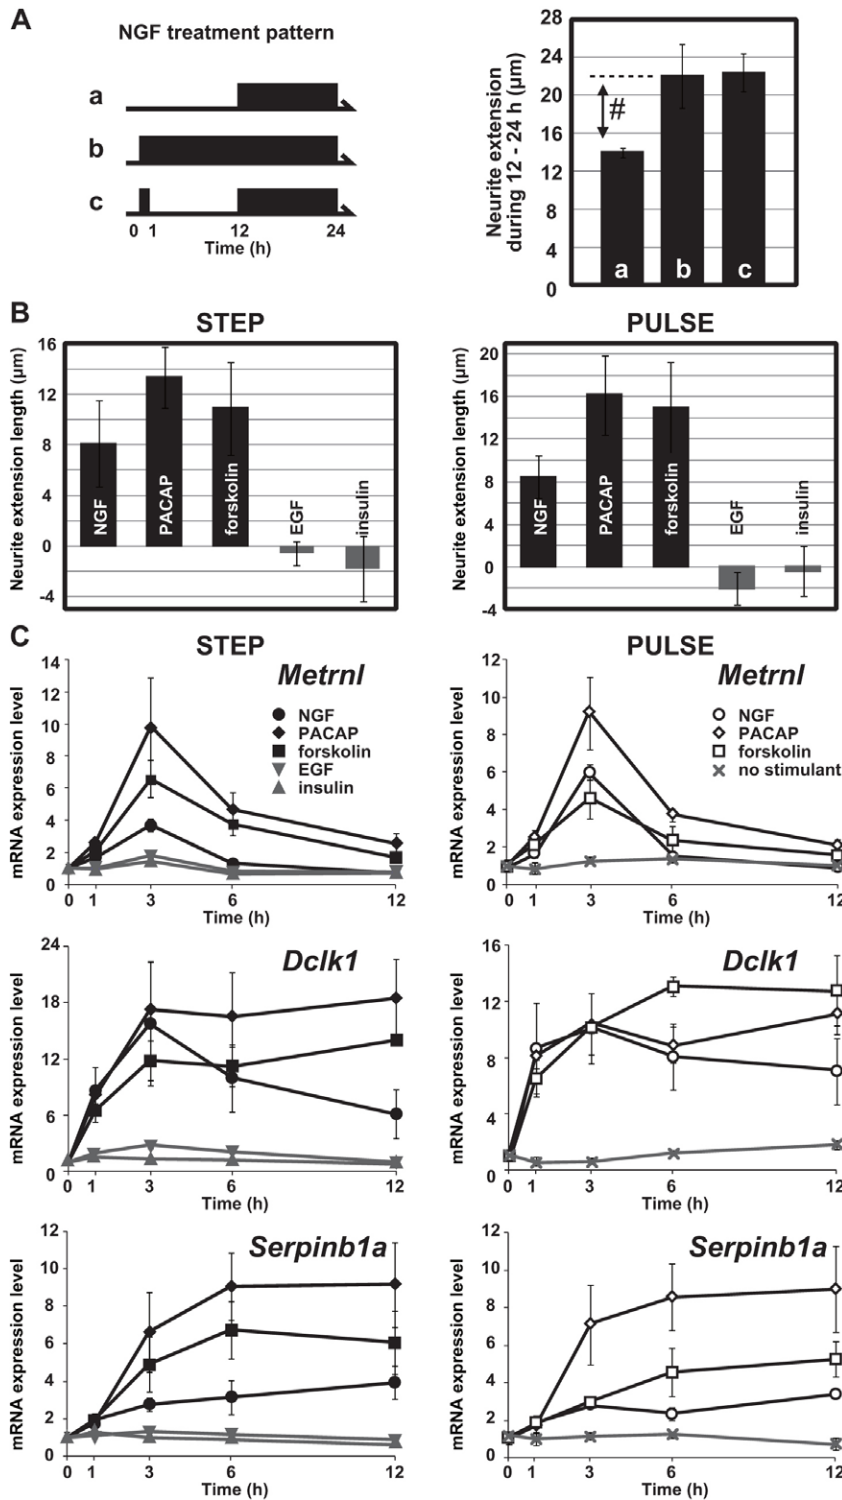 A
NGF treatment pattern
a
b
c
0 1 12 24
Time (h)
Neurite extension
during 12 - 24 h (µm)
28
24
20
16
12
8
4
0
#
a b c
B
STEP
Neurite extension length (µm)
16
12
8
4
0
-4
NGF
PACAP
forskolin
EGF
insulin
PULSE
Neurite extension length (µm)
20
16
12
8
4
0
-4
NGF
PACAP
forskolin
EGF
insulin
C
STEP
Metrnl
mRNA expression level
14
12
10
8
6
4
2
0
NGF
PACAP
forskolin
EGF
insulin
0 1 3 6 12
Time (h)
PULSE
Metrnl
mRNA expression level
12
10
8
6
4
2
0
NGF
PACAP
forskolin
no stimulant
0 1 3 6 12
Time (h)
Dclk1
mRNA expression level
24
18
12
6
0
0 1 3 6 12
Time (h)
Dclk1
mRNA expression level
16
12
8
4
0
0 1 3 6 12
Time (h)
Serpinb1a
mRNA expression level
12
10
8
6
4
2
0
0 1 3 6 12
Time (h)
Serpinb1a
mRNA expression level
12
10
8
6
4
2
0
0 1 3 6 12
Time (h)